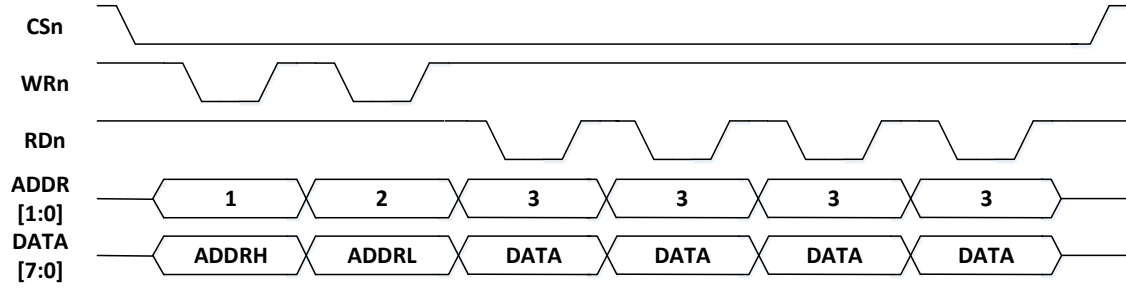 CSn
WRn
RDn
ADDR
[1:0]
1 2 3 3 3 3
DATA
[7:0]
ADDRH ADDRL DATA DATA DATA DATA